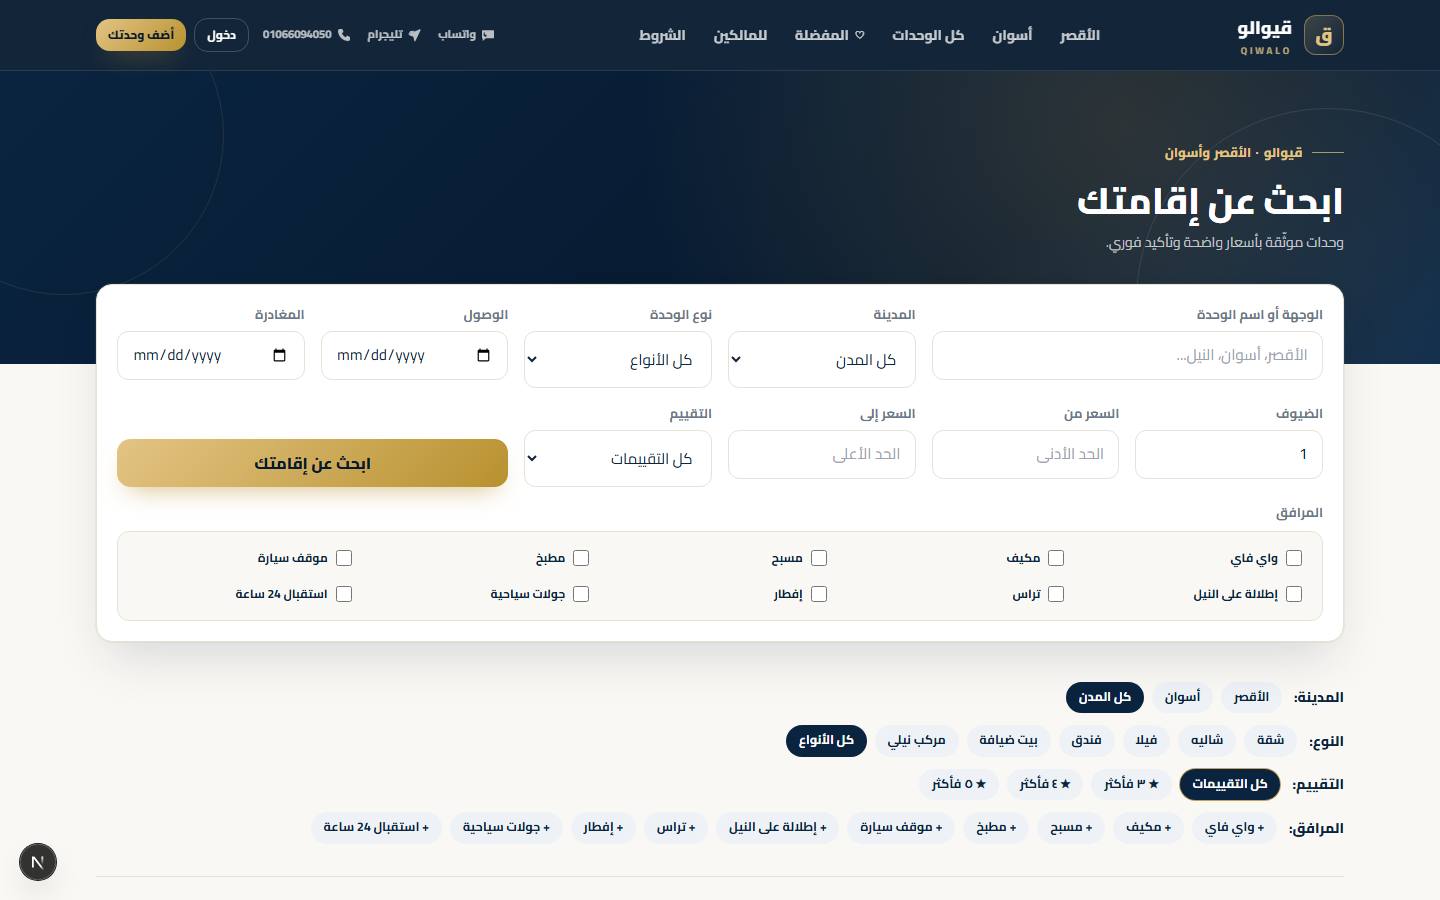 ق
قيوالو
QIWALO
الأقصر
أسوان
كل الوحدات
المفضلة
للمالكين
الشروط
واتساب
تليجرام
01066094050
دخول
أضف وحدتك
قيوالو · الأقصر وأسوان
ابحث عن إقامتك
وحدات موثّقة بأسعار واضحة وتأكيد فوري.
الوجهة أو اسم الوحدة
المدينة
نوع الوحدة
الوصول
المغادرة
الأقصر، أسوان، النيل...
كل المدن
كل الأنواع
mm/dd/yyyy
mm/dd/yyyy
الضيوف
السعر من
السعر إلى
التقييم
1
الحد الأدنى
الحد الأعلى
كل التقييمات
ابحث عن إقامتك
المرافق
واي فاي
مكيف
مسبح
مطبخ
موقف سيارة
إطلالة على النيل
تراس
إفطار
جولات سياحية
استقبال 24 ساعة
المدينة:
الأقصر
أسوان
كل المدن
النوع:
شقة
شاليه
فيلا
فندق
بيت ضيافة
مركب نيلي
كل الأنواع
التقييم:
كل التقييمات
★ ٣ فأكثر
★ ٤ فأكثر
★ ٥ فأكثر
المرافق:
+ واي فاي
+ مكيف
+ مسبح
+ مطبخ
+ موقف سيارة
+ إطلالة على النيل
+ تراس
+ إفطار
+ جولات سياحية
+ استقبال 24 ساعة
N